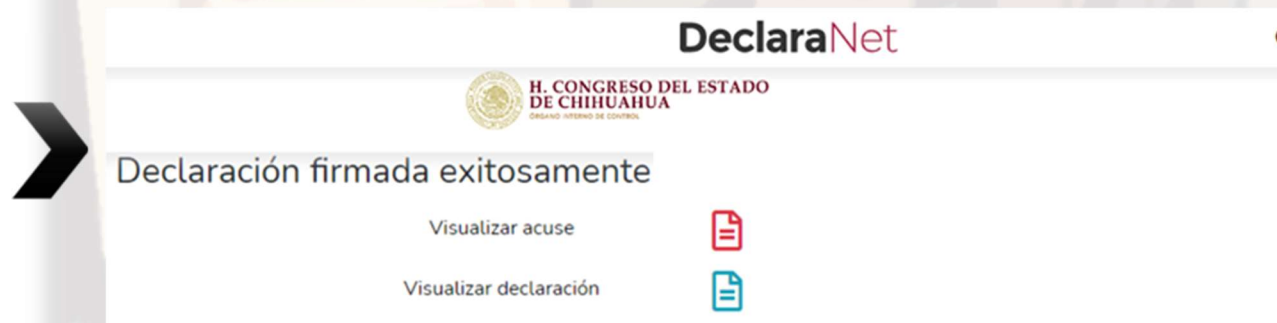 DeclaraNet
H. CONGRESO DEL ESTADO
DE CHIHUAHUA
ÓRGANO INTERNO DE CONTROL
Declaración firmada exitosamente
Visualizar acuse
Visualizar declaración